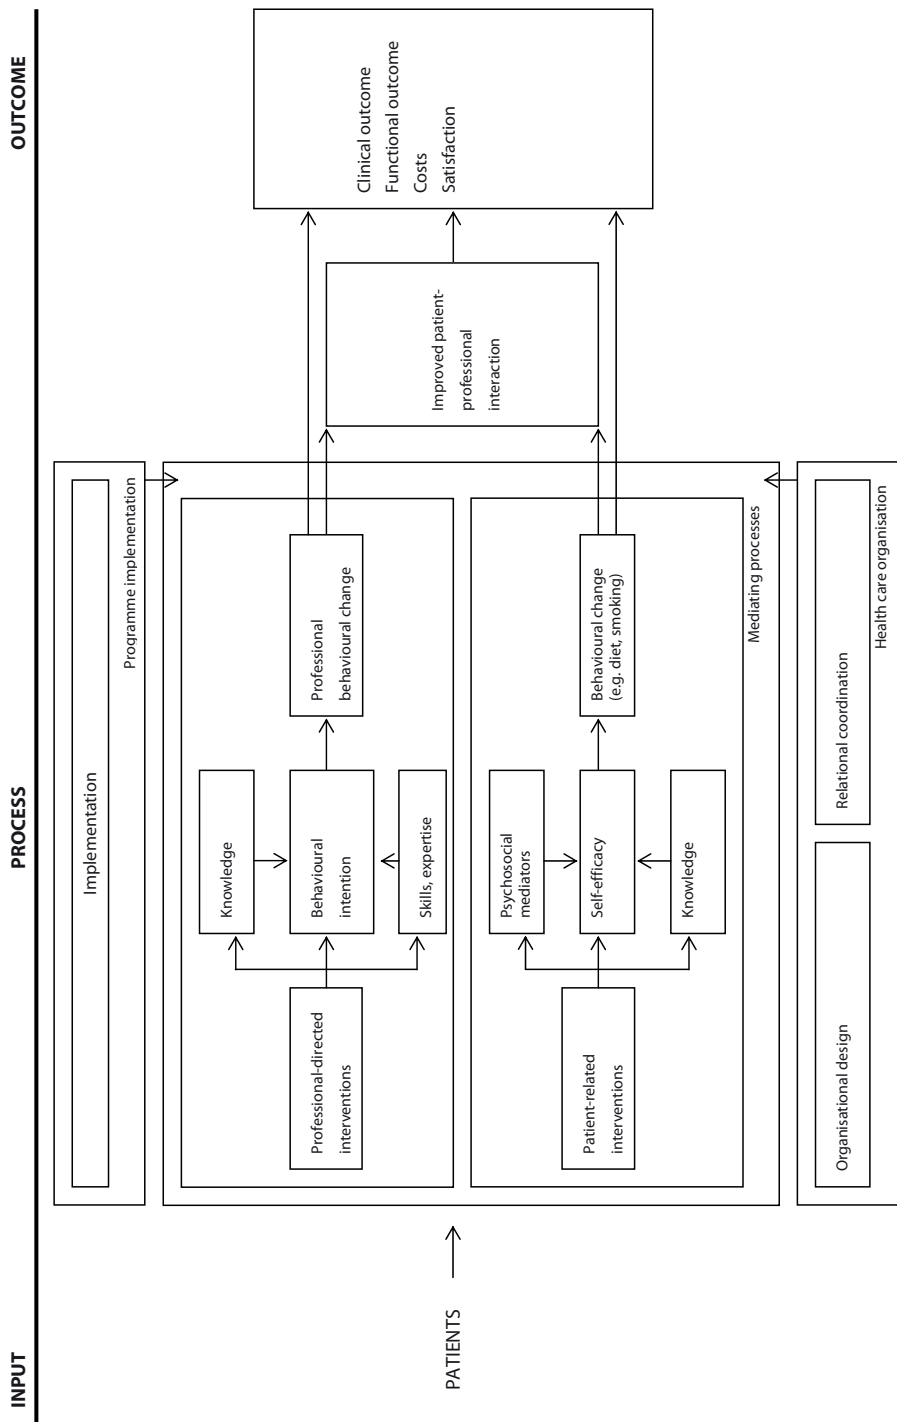 INPUT
PROCESS
OUTCOME
PATIENTS
Implementation
Programme implementation
Professional-directed
interventions
Knowledge
Behavioural
intention
Skills, expertise
Professional
behavioural change
Patient-related
interventions
Psychosocial
mediators
Self-efficacy
Knowledge
Behavioural change
(e.g. diet, smoking)
Mediating processes
Organisational design
Relational coordination
Health care organisation
Improved patient-
professional
interaction
Clinical outcome
Functional outcome
Costs
Satisfaction